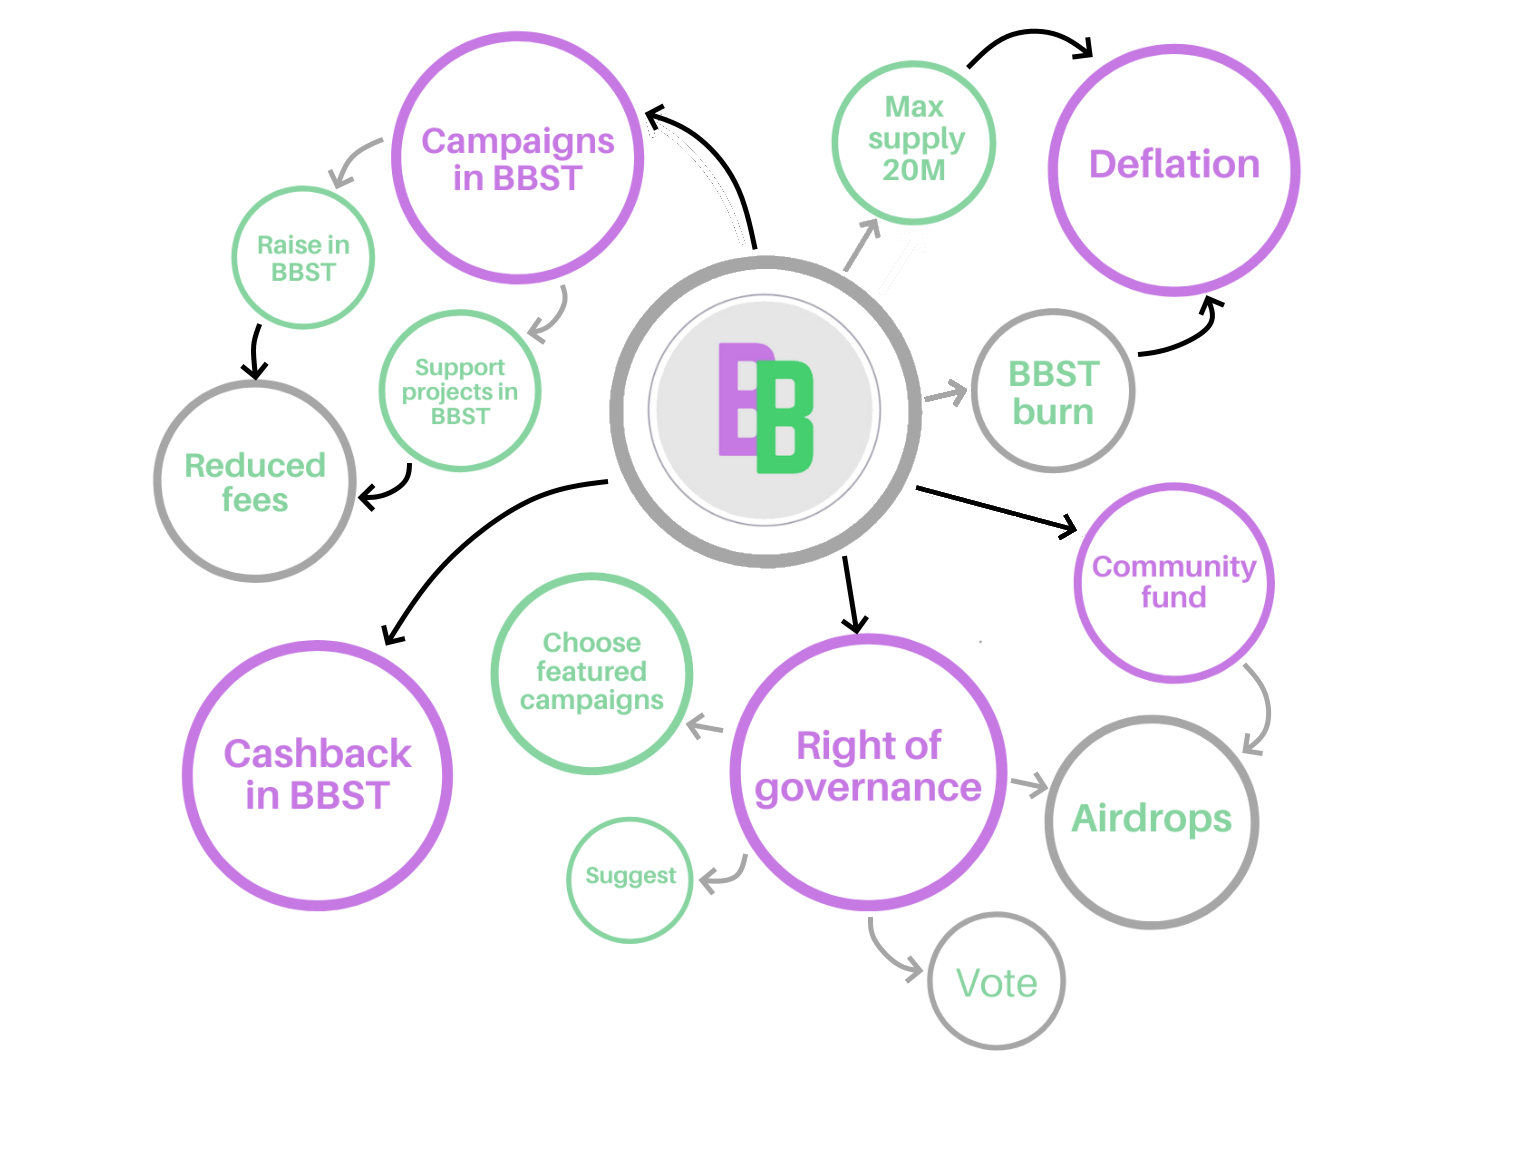 Campaigns
in BBST
Max
supply
20M
Deflation
Raise in
BBST
Support
projects in
BBST
BB
BBST
burn
Reduced
fees
Community
fund
Choose
featured
campaigns
Cashback
in BBST
Right of
governance
Airdrops
Suggest
Vote